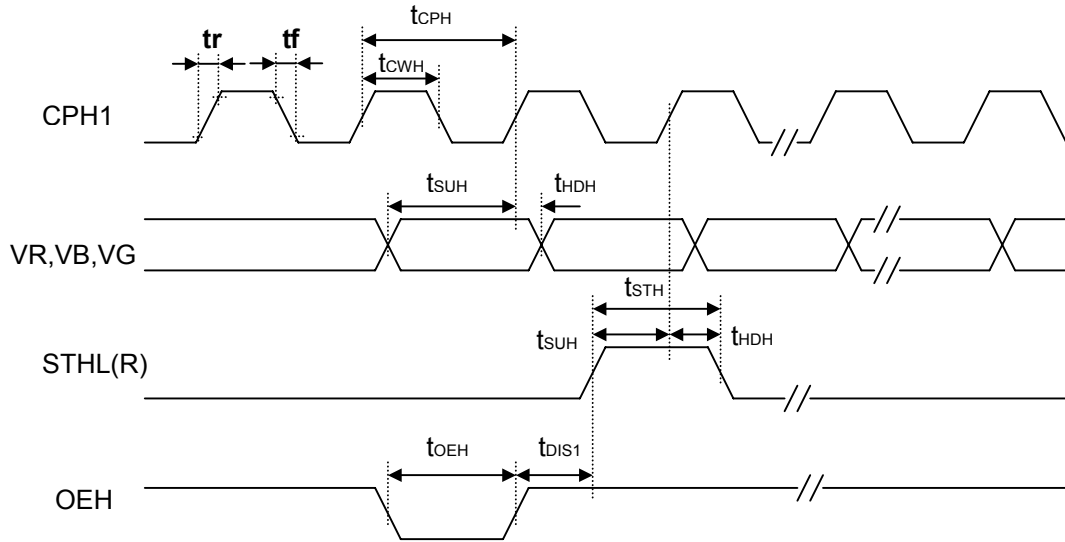 tCPH
tr tf
tCWH
CPH1
tSUH tHDH
VR,VB,VG
tSTH
tSUH tHDH
STHL(R)
tOEH tDIS1
OEH